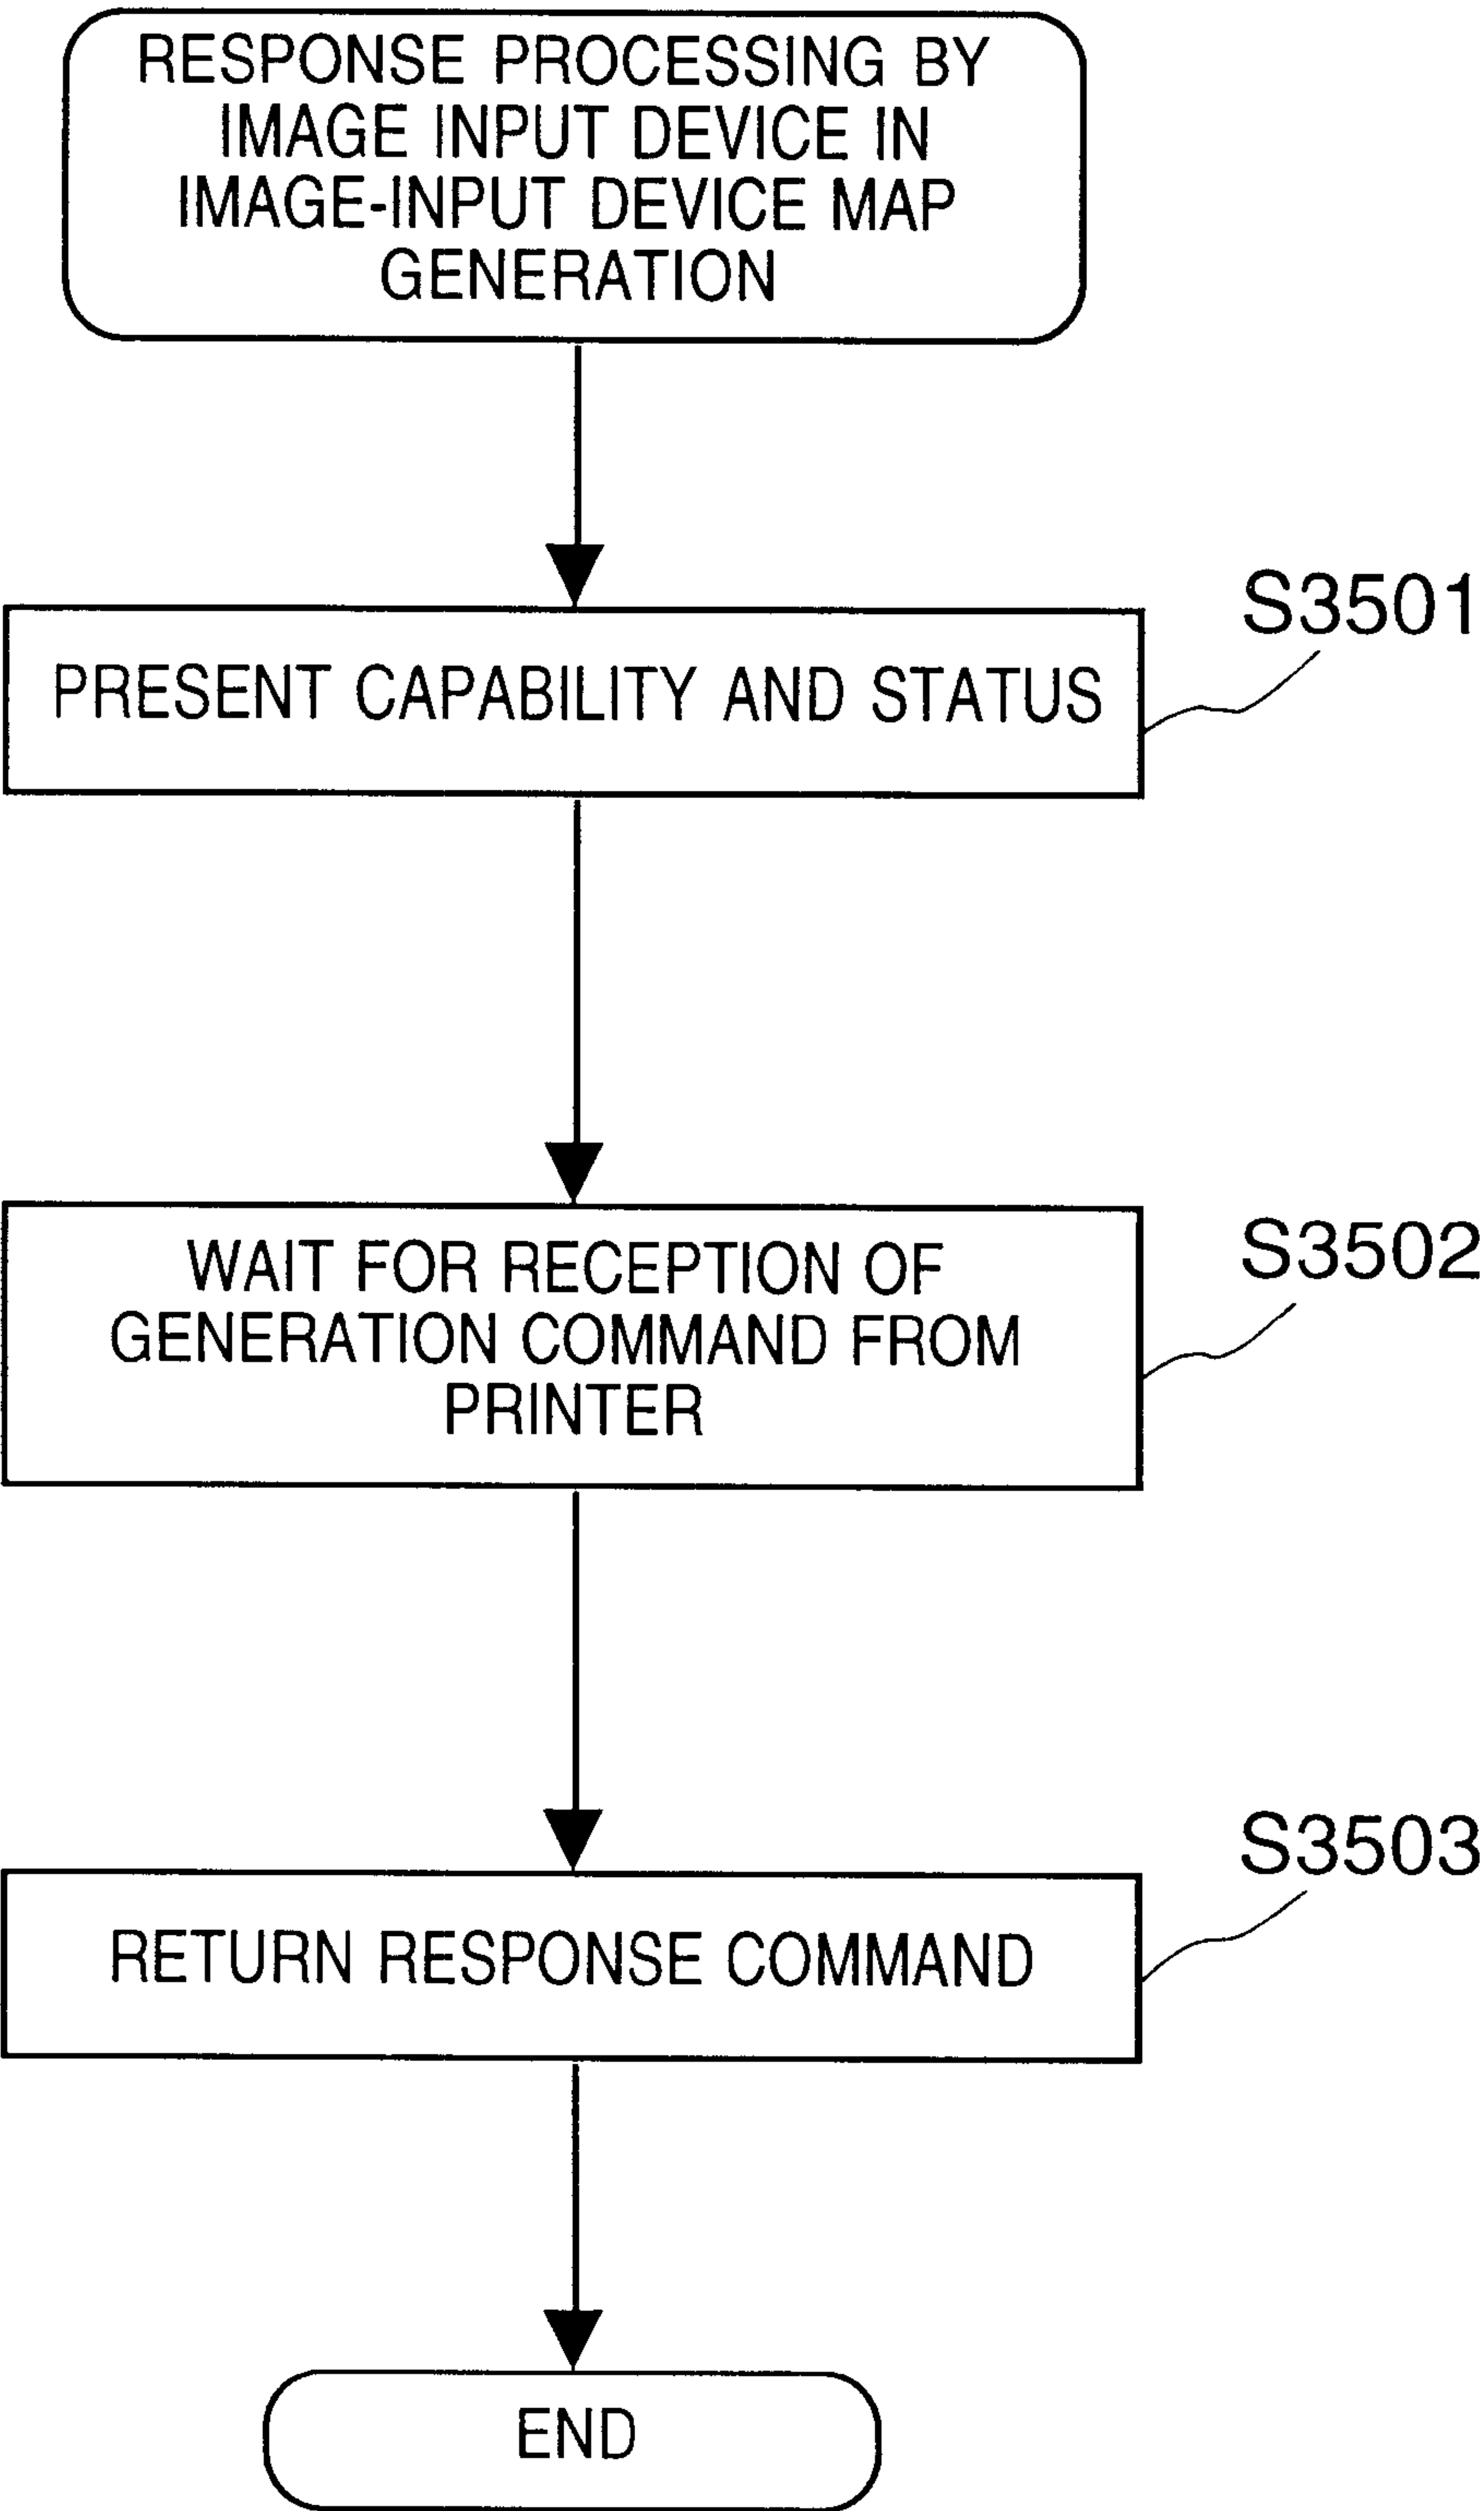 RESPONSE PROCESSING BY
IMAGE INPUT DEVICE IN
IMAGE-INPUT DEVICE MAP
GENERATION
S3501
PRESENT CAPABILITY AND STATUS
S3502
WAIT FOR RECEPTION OF
GENERATION COMMAND FROM
PRINTER
S3503
RETURN RESPONSE COMMAND
END